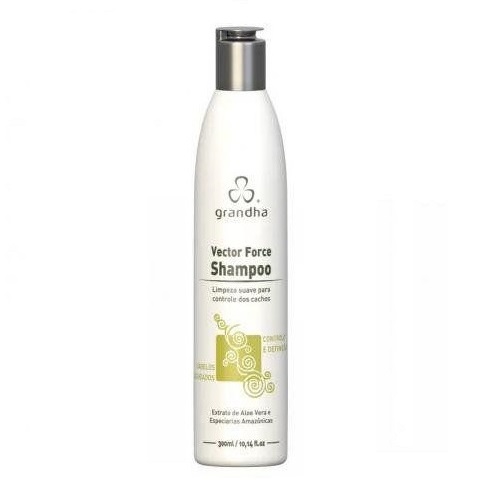 grandha
Vector Force
Shampoo
Limpeza suave para
controle dos cachos
CONTROLE
E DEFINIÇÃO
CABELOS
Extrato de Aloe Vera e
Especiarias Amazônicas
300ml / 10,14 fl.oz